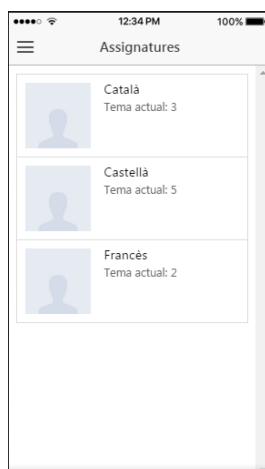 12:34 PM
100%
Assignatures
Català
Tema actual: 3
Castellà
Tema actual: 5
Francès
Tema actual: 2